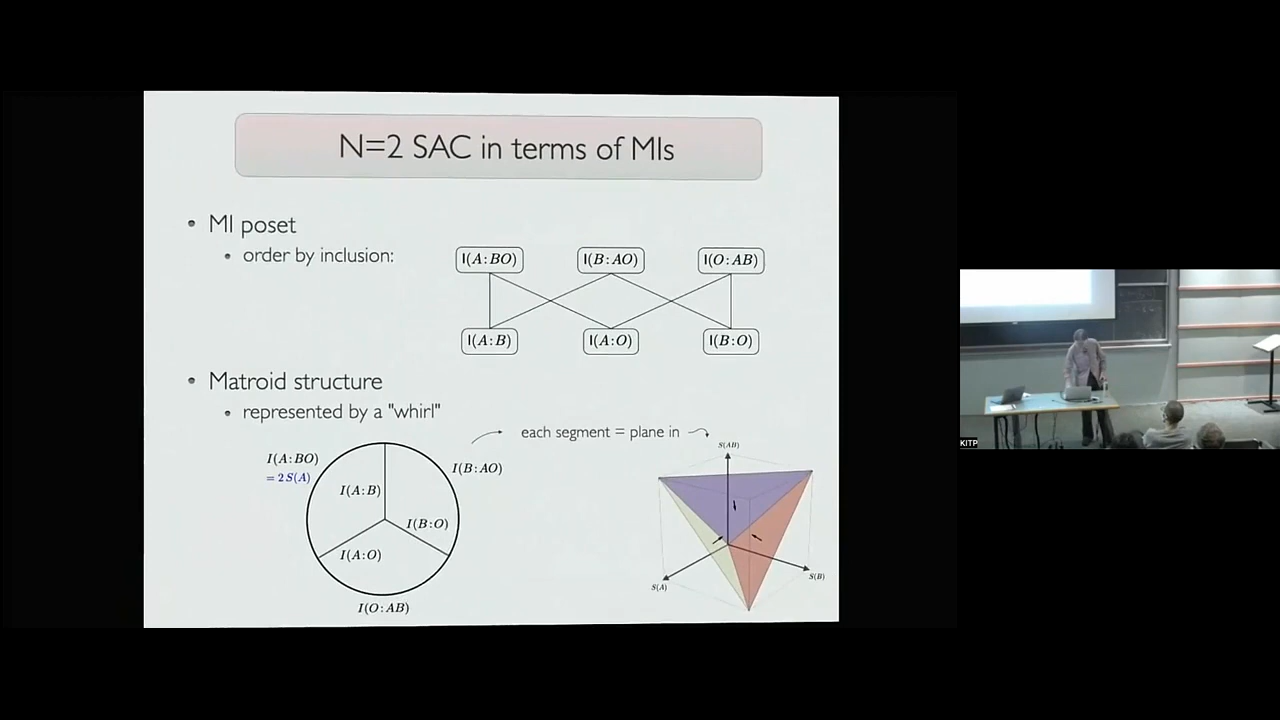 N=2 SAC in terms of MIs
• MI poset
• order by inclusion:
I(A:BO) I(B:AO) I(O:AB)
I(A:B) I(A:O) I(B:O)
• Matroid structure
• represented by a "whirl"
each segment = plane in
I(A:BO)
= 2 S(A)
I(B:AO)
I(A:B)
I(B:O)
I(A:O)
I(O:AB)
S(AB)
S(A)
S(B)
KITP